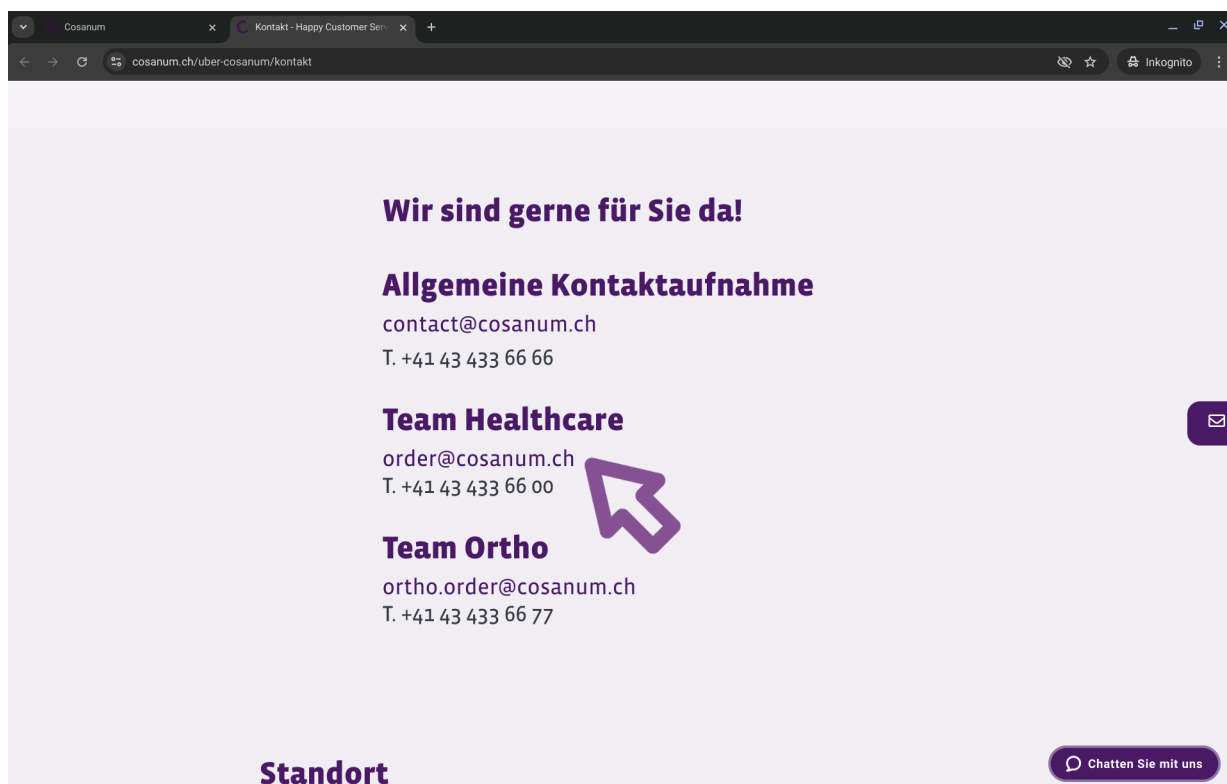 Cosanum
Kontakt - Happy Customer Serv
cosanum.ch/uber-cosanum/kontakt
Inkognito
Wir sind gerne für Sie da!
Allgemeine Kontaktaufnahme
contact@cosanum.ch
T. +41 43 433 66 66
Team Healthcare
order@cosanum.ch
T. +41 43 433 66 00
Team Ortho
ortho.order@cosanum.ch
T. +41 43 433 66 77
Standort
Chatten Sie mit uns